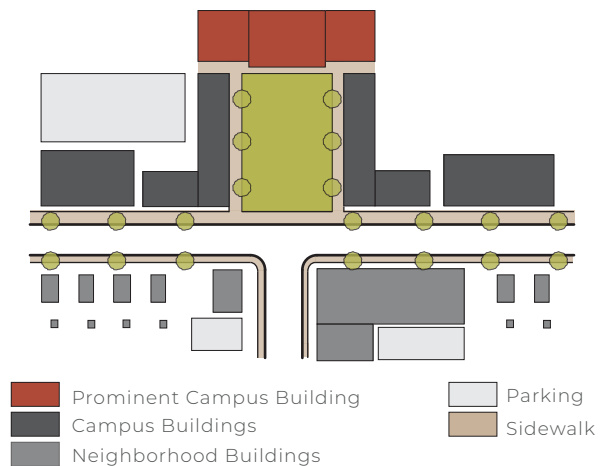 Prominent Campus Building
Campus Buildings
Neighborhood Buildings
Parking
Sidewalk